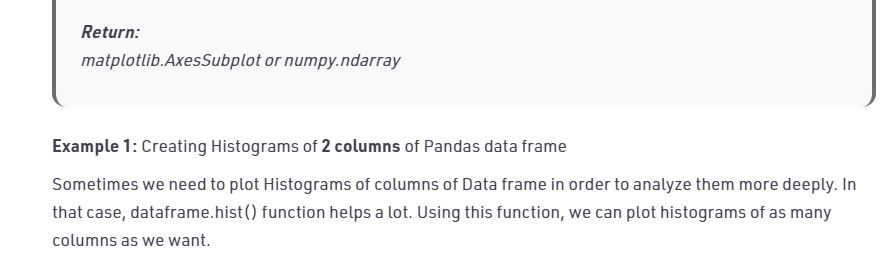 Return:
matplotlib.AxesSubplot or numpy.ndarray
Example 1: Creating Histograms of 2 columns of Pandas data frame
Sometimes we need to plot Histograms of columns of Data frame in order to analyze them more deeply. In
that case, dataframe.hist() function helps a lot. Using this function, we can plot histograms of as many
columns as we want.